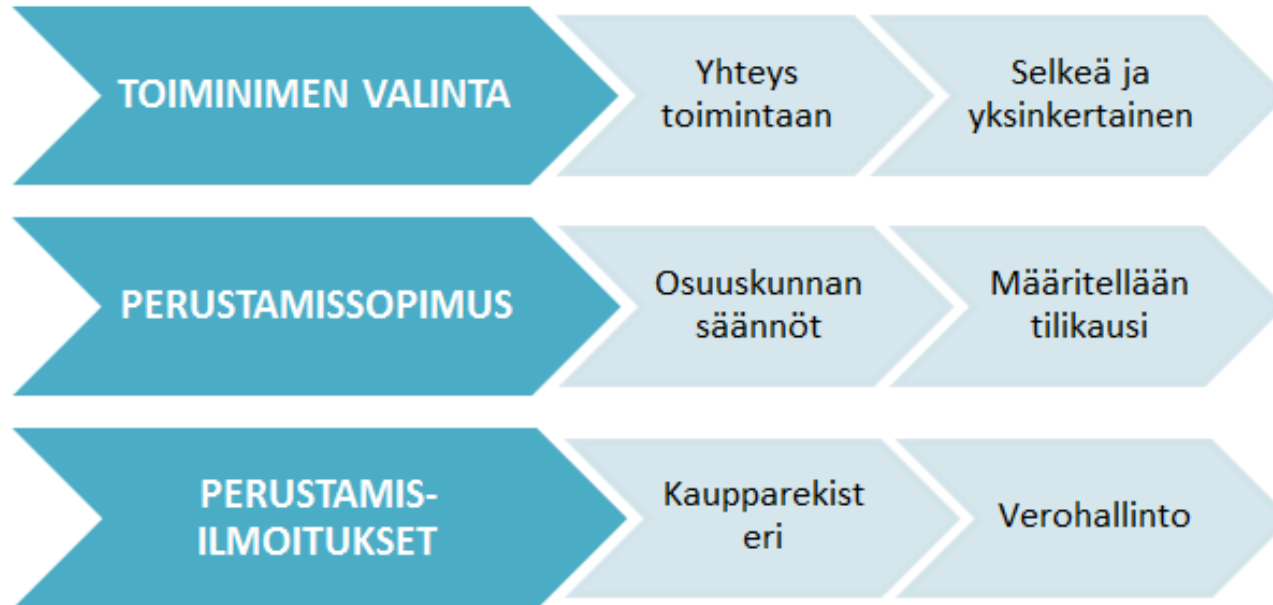 TOIMINIMEN VALINTA
Yhteys
toimintaan
Selkeä ja
yksinkertainen
PERUSTAMISSOPIMUS
Osuuskunnan
säännöt
Määritellään
tilikausi
PERUSTAMIS-
ILMOITUKSET
Kaupparekist
eri
Verohallinto